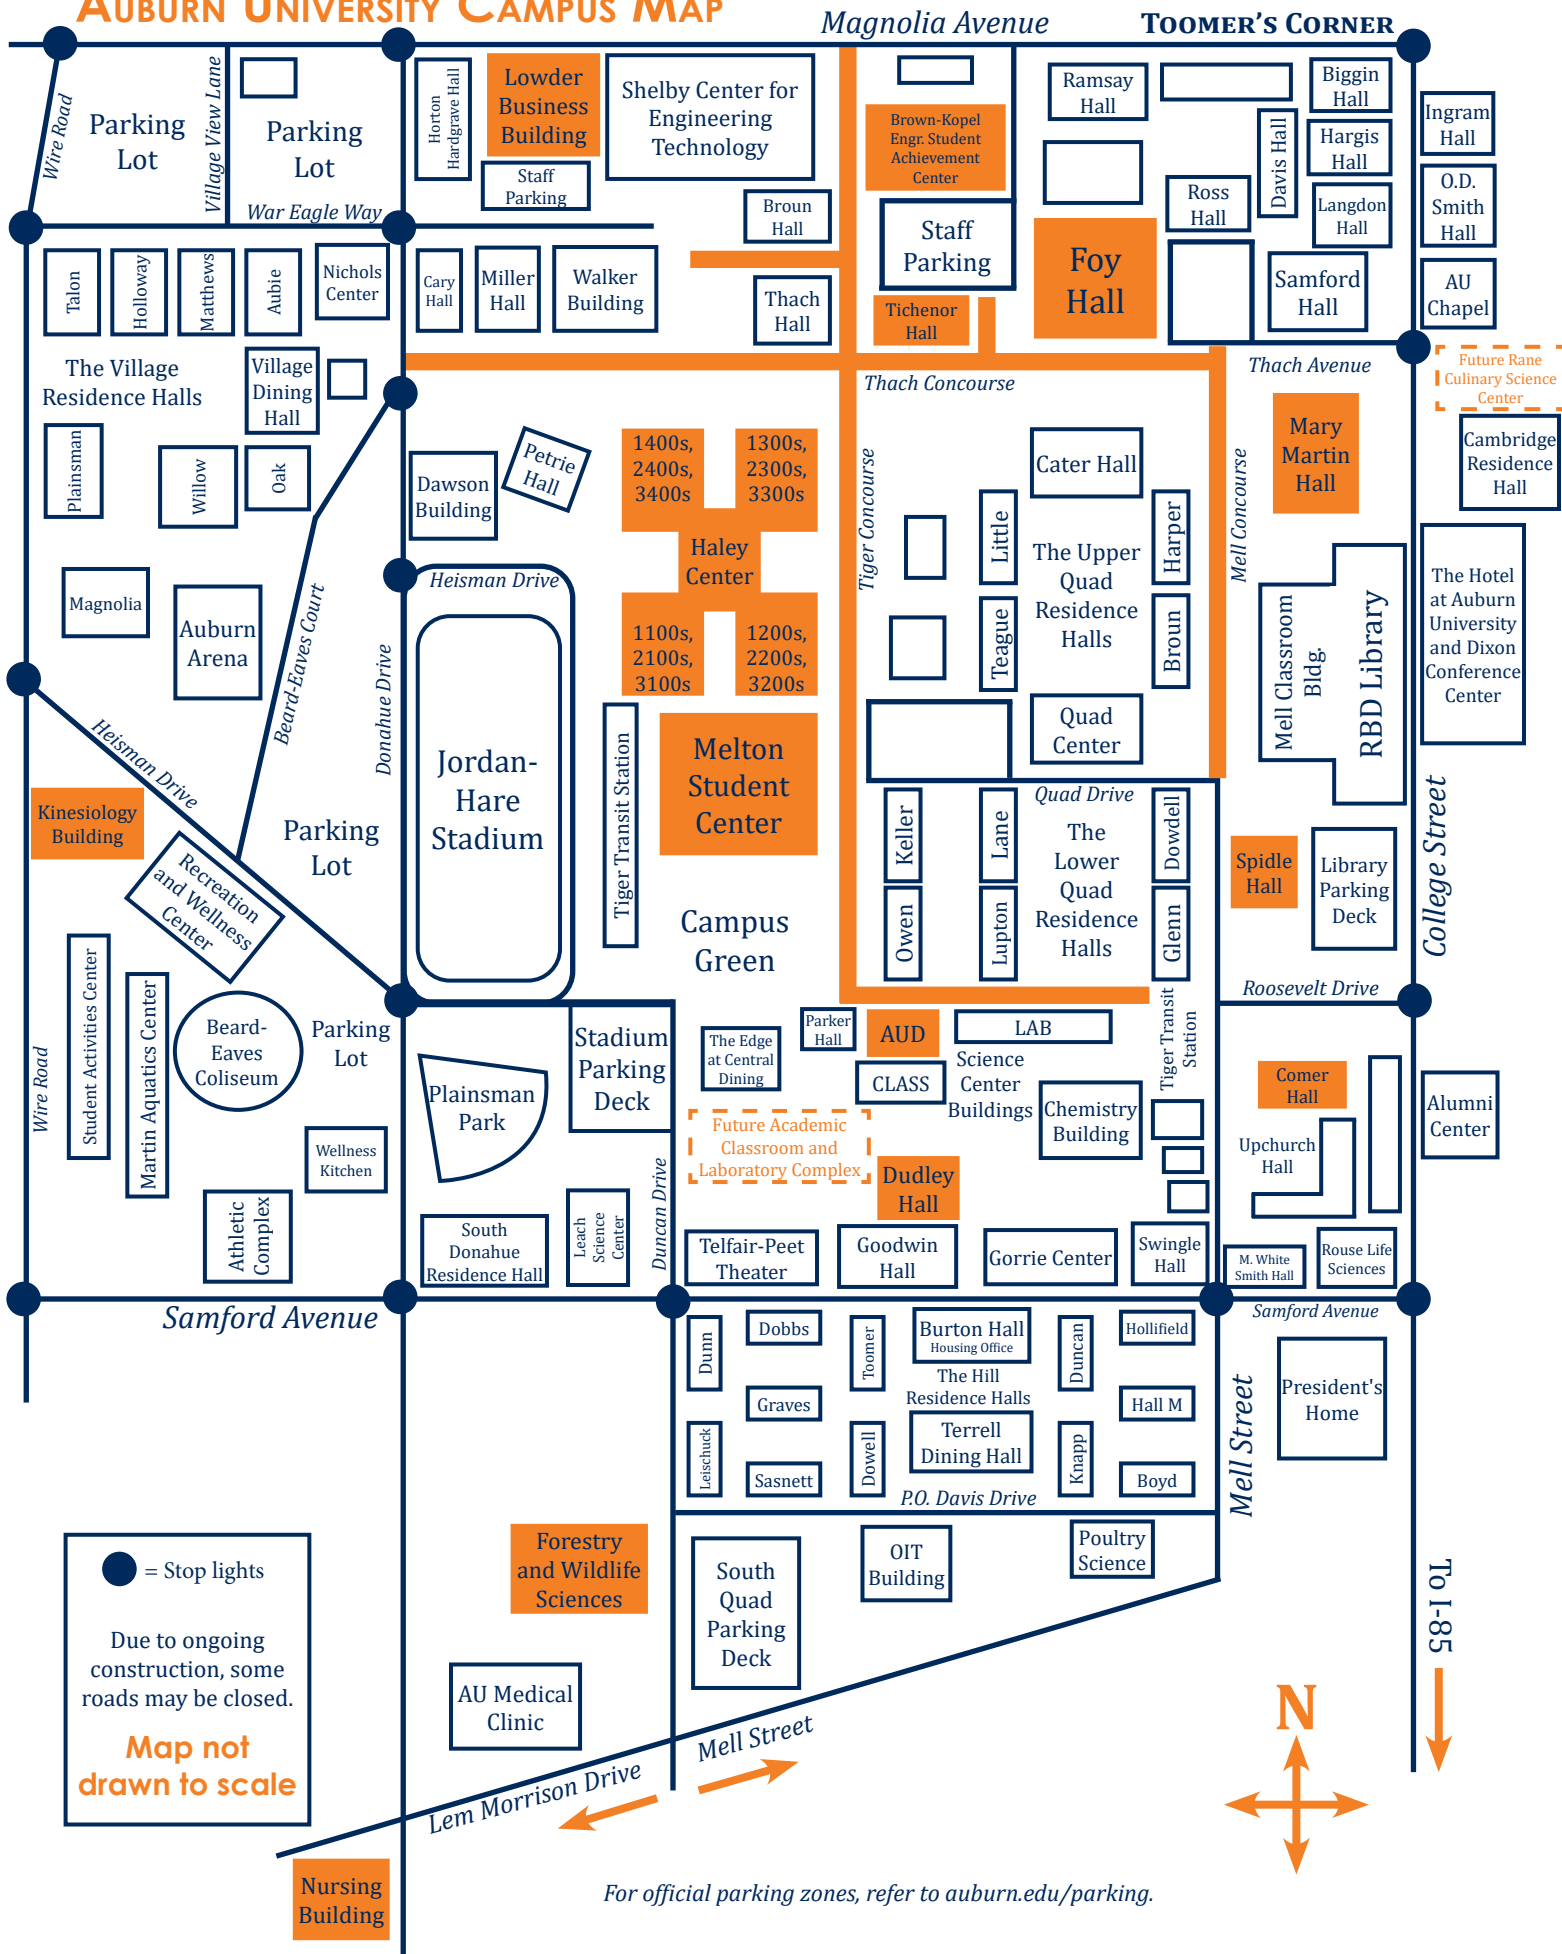 AUBURN UNIVERSITY CAMPUS MAP
Magnolia Avenue
TOOMER'S CORNER
Wire Road
Parking
Lot
Village View Lane
Parking
Lot
War Eagle Way
Horton
Hardgrave Hall
Lowder
Business
Building
Staff
Parking
Shelby Center for
Engineering
Technology
Broun
Hall
Brown-Kopel
Engr. Student
Achievement
Center
Staff
Parking
Ramsay
Hall
Ross
Hall
Davis Hall
Biggin
Hall
Hargis
Hall
Langdon
Hall
Ingram
Hall
O.D.
Smith
Hall
AU
Chapel
Samford
Hall
Foy
Hall
Tichenor
Hall
Thach
Hall
Walker
Building
Miller
Hall
Cary
Hall
Nichols
Center
Aubie
Matthews
Holloway
Talon
The Village
Residence Halls
Village
Dining
Hall
Plainsman
Willow
Oak
Magnolia
Auburn
Arena
Beard-Eaves Court
Thach Concourse
Thach Avenue
Future Rane
Culinary Science
Center
Cambridge
Residence
Hall
Mary
Martin
Hall
Mell Concourse
Tiger Concourse
Dawson
Building
Petrie
Hall
1400s,
2400s,
3400s
1300s,
2300s,
3300s
Haley
Center
1100s,
2100s,
3100s
1200s,
2200s,
3200s
Cater Hall
Little
Harper
The Upper
Quad
Residence
Halls
Teague
Broun
Quad
Center
Mell Classroom
Bldg.
RBD Library
The Hotel
at Auburn
University
and Dixon
Conference
Center
Heisman Drive
Donahue Drive
Jordan-
Hare
Stadium
Tiger Transit Station
Melton
Student
Center
Campus
Green
Heisman Drive
Kinesiology
Building
Parking
Lot
Recreation
and Wellness
Center
Quad Drive
Keller
Lane
Dowdell
The
Lower
Quad
Residence
Halls
Owen
Lupton
Glenn
Spidle
Hall
Library
Parking
Deck
College Street
Roosevelt Drive
Wire Road
Student Activities Center
Martin Aquatics Center
Beard-
Eaves
Coliseum
Parking
Lot
Plainsman
Park
Stadium
Parking
Deck
The Edge
at Central
Dining
Parker
Hall
AUD
LAB
CLASS
Science
Center
Buildings
Chemistry
Building
Tiger Transit
Station
Comer
Hall
Upchurch
Hall
Alumni
Center
Future Academic
Classroom and
Laboratory Complex
Dudley
Hall
Wellness
Kitchen
Athletic
Complex
South
Donahue
Residence Hall
Leach
Science
Center
Duncan Drive
Telfair-Peet
Theater
Goodwin
Hall
Gorrie Center
Swingle
Hall
M. White
Smith Hall
Rouse Life
Sciences
Samford Avenue
Samford Avenue
Dunn
Dobbs
Toomer
Burton Hall
Housing Office
Duncan
Hollifield
The Hill
Residence Halls
Graves
Hall M
Leischuck
Sasnett
Dowell
Terrell
Dining Hall
Knapp
Boyd
P.O. Davis Drive
Mell Street
President's
Home
Forestry
and Wildlife
Sciences
South
Quad
Parking
Deck
OIT
Building
Poultry
Science
To I-85
= Stop lights
Due to ongoing
construction, some
roads may be closed.
Map not
drawn to scale
AU Medical
Clinic
Mell Street
Lem Morrison Drive
N
Nursing
Building
For official parking zones, refer to auburn.edu/parking.